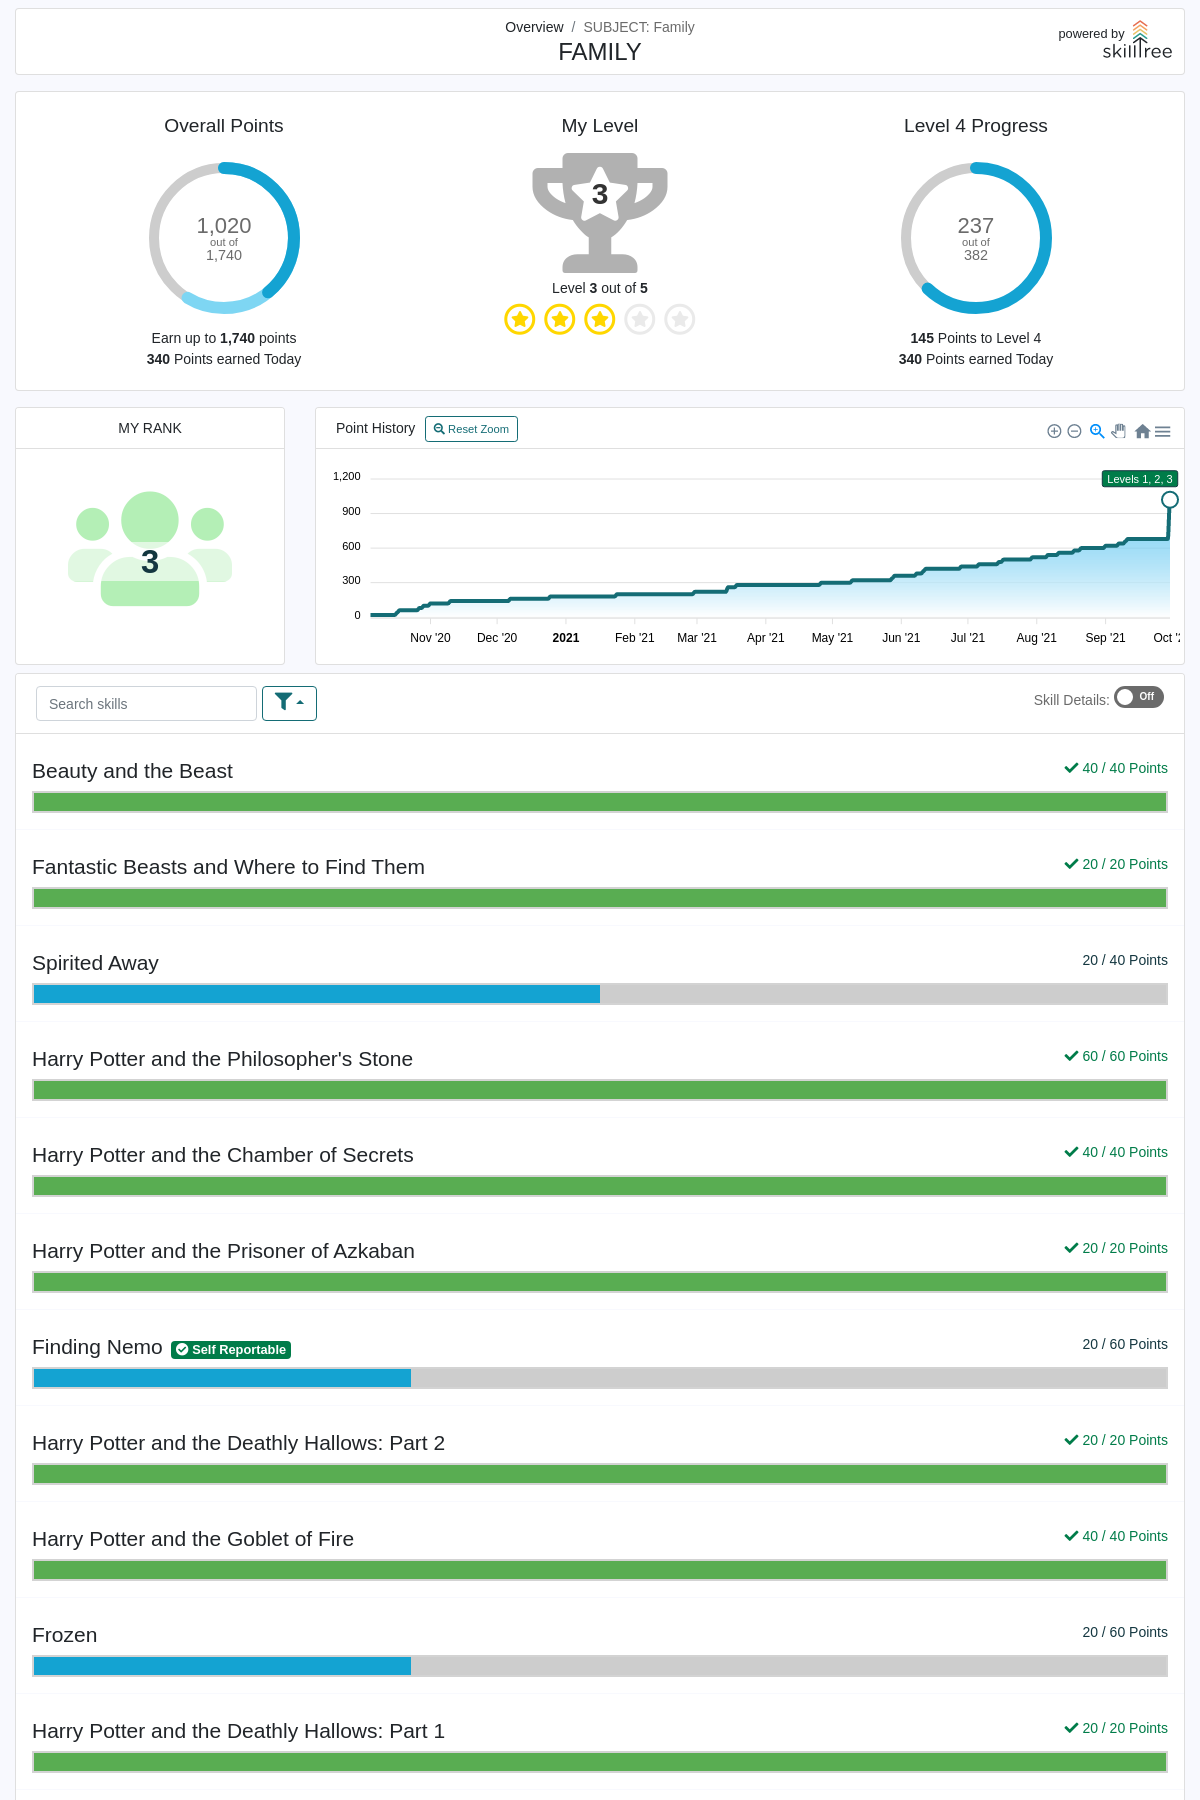 Overview / SUBJECT: Family
FAMILY
powered by
skilltree
Overall Points
My Level
Level 4 Progress
1,020
out of
1,740
3
237
out of
382
Level 3 out of 5
Earn up to 1,740 points
340 Points earned Today
145 Points to Level 4
340 Points earned Today
MY RANK
3
Point History
Reset Zoom
Levels 1, 2, 3
1,200
900
600
300
0
Nov '20
Dec '20
2021
Feb '21
Mar '21
Apr '21
May '21
Jun '21
Jul '21
Aug '21
Sep '21
Oct '
Search skills
Skill Details: Off
Beauty and the Beast
40 / 40 Points
Fantastic Beasts and Where to Find Them
20 / 20 Points
Spirited Away
20 / 40 Points
Harry Potter and the Philosopher's Stone
60 / 60 Points
Harry Potter and the Chamber of Secrets
40 / 40 Points
Harry Potter and the Prisoner of Azkaban
20 / 20 Points
Finding Nemo Self Reportable
20 / 60 Points
Harry Potter and the Deathly Hallows: Part 2
20 / 20 Points
Harry Potter and the Goblet of Fire
40 / 40 Points
Frozen
20 / 60 Points
Harry Potter and the Deathly Hallows: Part 1
20 / 20 Points